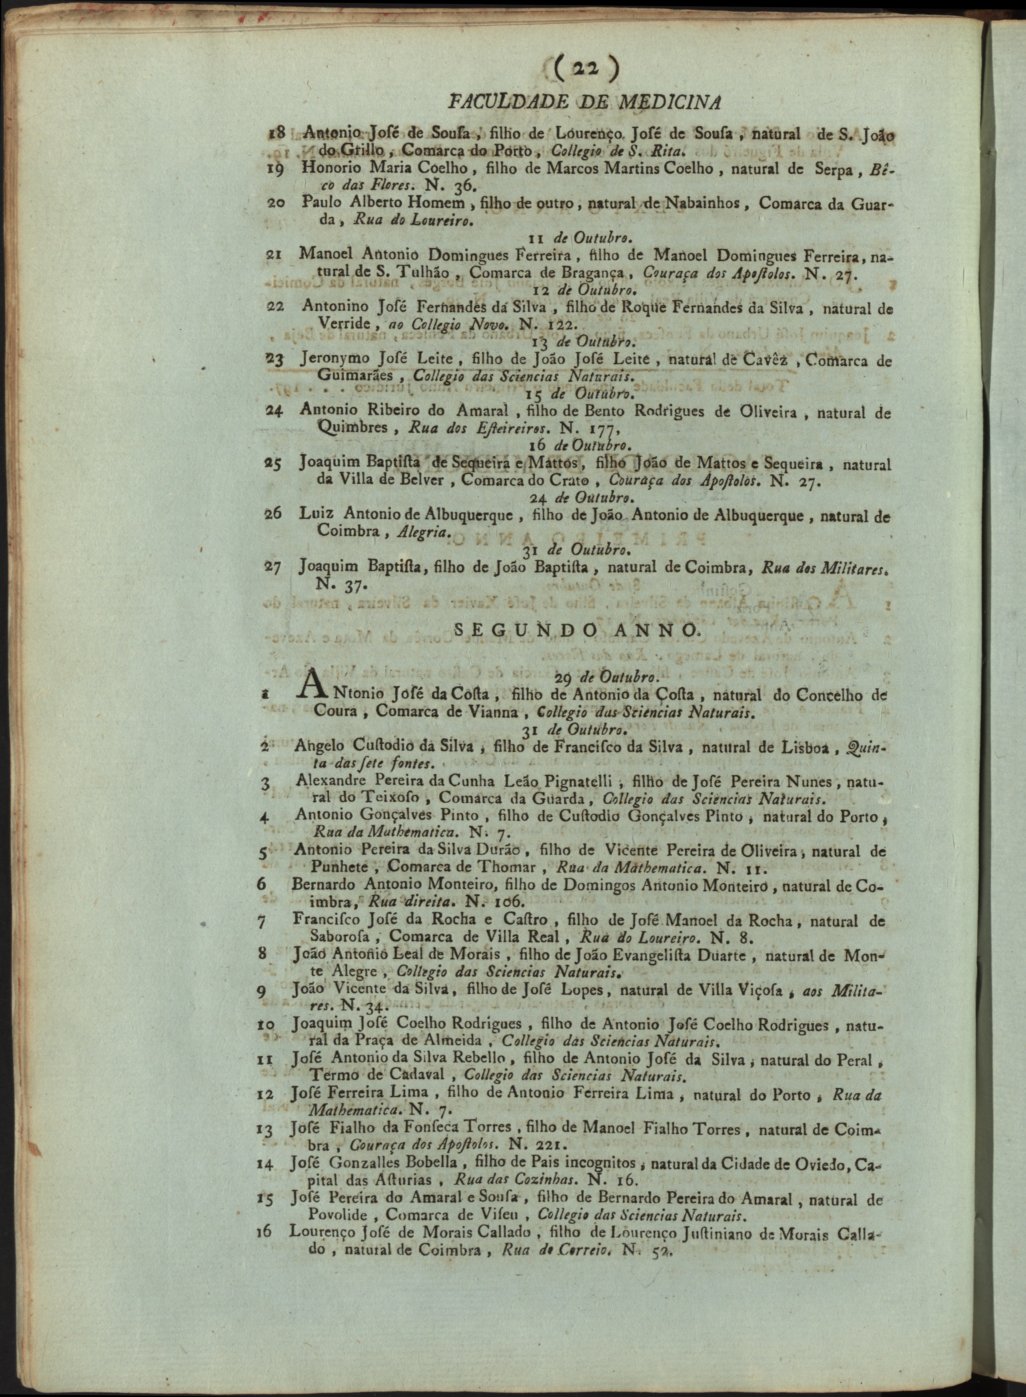 ( 22 )
FACULDADE DE MEDICINA
18 Antonio Joſé de Souſa , filho de Lourenço Joſé de Souſa , natural de S. João
do Grillo , Comarca do Porto , Collegio de S. Rita.
19 Honorio Maria Coelho , filho de Marcos Martins Coelho , natural de Serpa , Bê-
co das Flores. N. 36.
20 Paulo Alberto Homem , filho de outro , natural de Nabainhos , Comarca da Guar-
da , Rua do Loureiro.
11 de Outubro.
21 Manoel Antonio Domingues Ferreira , filho de Manoel Domingues Ferreira, na-
tural de S. Tulhão , Comarca de Bragança , Couraça dos Apoſtolos. N. 27.
12 de Outubro.
22 Antonino Joſé Fernandes da Silva , filho de Roque Fernandes da Silva , natural de
Verride , ao Collegio Novo. N. 122.
13 de Outubro.
23 Jeronymo Joſé Leite , filho de João Joſé Leite , natural de Cavêz , Comarca de
Guimarães , Collegio das Sciencias Naturais.
15 de Outubro.
24 Antonio Ribeiro do Amaral , filho de Bento Rodrigues de Oliveira , natural de
Quimbres , Rua dos Eſteireiros. N. 177.
16 de Outubro.
25 Joaquim Baptiſta de Sequeira e Mattos , filho João de Mattos e Sequeira , natural
da Villa de Belver , Comarca do Crato , Couraça dos Apoſtolos. N. 27.
24 de Outubro.
26 Luiz Antonio de Albuquerque , filho de João Antonio de Albuquerque , natural de
Coimbra , Alegria.
31 de Outubro.
27 Joaquim Baptiſta, filho de João Baptiſta , natural de Coimbra, Rua dos Militares.
N. 37.
SEGUNDO ANNO.
29 de Outubro.
1 ANtonio Joſé da Coſta , filho de Antonio da Coſta , natural do Concelho de
Coura , Comarca de Vianna , Collegio das Sciencias Naturais.
31 de Outubro.
2 Angelo Cuſtodio da Silva , filho de Franciſco da Silva , natural de Lisboa , Quin-
ta das ſete fontes.
3 Alexandre Pereira da Cunha Leão Pignatelli , filho de Joſé Pereira Nunes , natu-
ral do Teixoſo , Comarca da Guarda , Collegio das Sciencias Naturais.
4 Antonio Gonçalves Pinto , filho de Cuſtodio Gonçalves Pinto , natural do Porto ,
Rua da Mathematica. N. 7.
5 Antonio Pereira da Silva Durão , filho de Vicente Pereira de Oliveira , natural de
Punhete , Comarca de Thomar , Rua da Mathematica. N. 11.
6 Bernardo Antonio Monteiro, filho de Domingos Antonio Monteiro , natural de Co-
imbra, Rua direita. N. 106.
7 Franciſco Joſé da Rocha e Caſtro , filho de Joſé Manoel da Rocha , natural de
Saboroſa , Comarca de Villa Real , Rua do Loureiro. N. 8.
8 João Antonio Leal de Morais , filho de João Evangeliſta Duarte , natural de Mon-
te Alegre , Collegio das Sciencias Naturais.
9 João Vicente da Silva , filho de Joſé Lopes , natural de Villa Viçoſa , aos Milita-
res. N. 34.
10 Joaquim Joſé Coelho Rodrigues , filho de Antonio Joſé Coelho Rodrigues , natu-
ral da Praça de Almeida , Collegio das Sciencias Naturais.
11 Joſé Antonio da Silva Rebello , filho de Antonio Joſé da Silva , natural do Peral ,
Termo de Cadaval , Collegio das Sciencias Naturais.
12 Joſé Ferreira Lima , filho de Antonio Ferreira Lima , natural do Porto , Rua da
Mathematica. N. 7.
13 Joſé Fialho da Fonſeca Torres , filho de Manoel Fialho Torres , natural de Coim-
bra , Couraça dos Apoſtolos. N. 221.
14 Joſé Gonzalles Bobella , filho de Pais incognitos , natural da Cidade de Oviedo, Ca-
pital das Aſturias , Rua das Cozinhas. N. 16.
15 Joſé Pereira do Amaral e Souſa , filho de Bernardo Pereira do Amaral , natural de
Povolide , Comarca de Viſeu , Collegio das Sciencias Naturais.
16 Lourenço Joſé de Morais Callado , filho de Lourenço Juſtiniano de Morais Calla-
do , natural de Coimbra , Rua do Correio. N. 52.